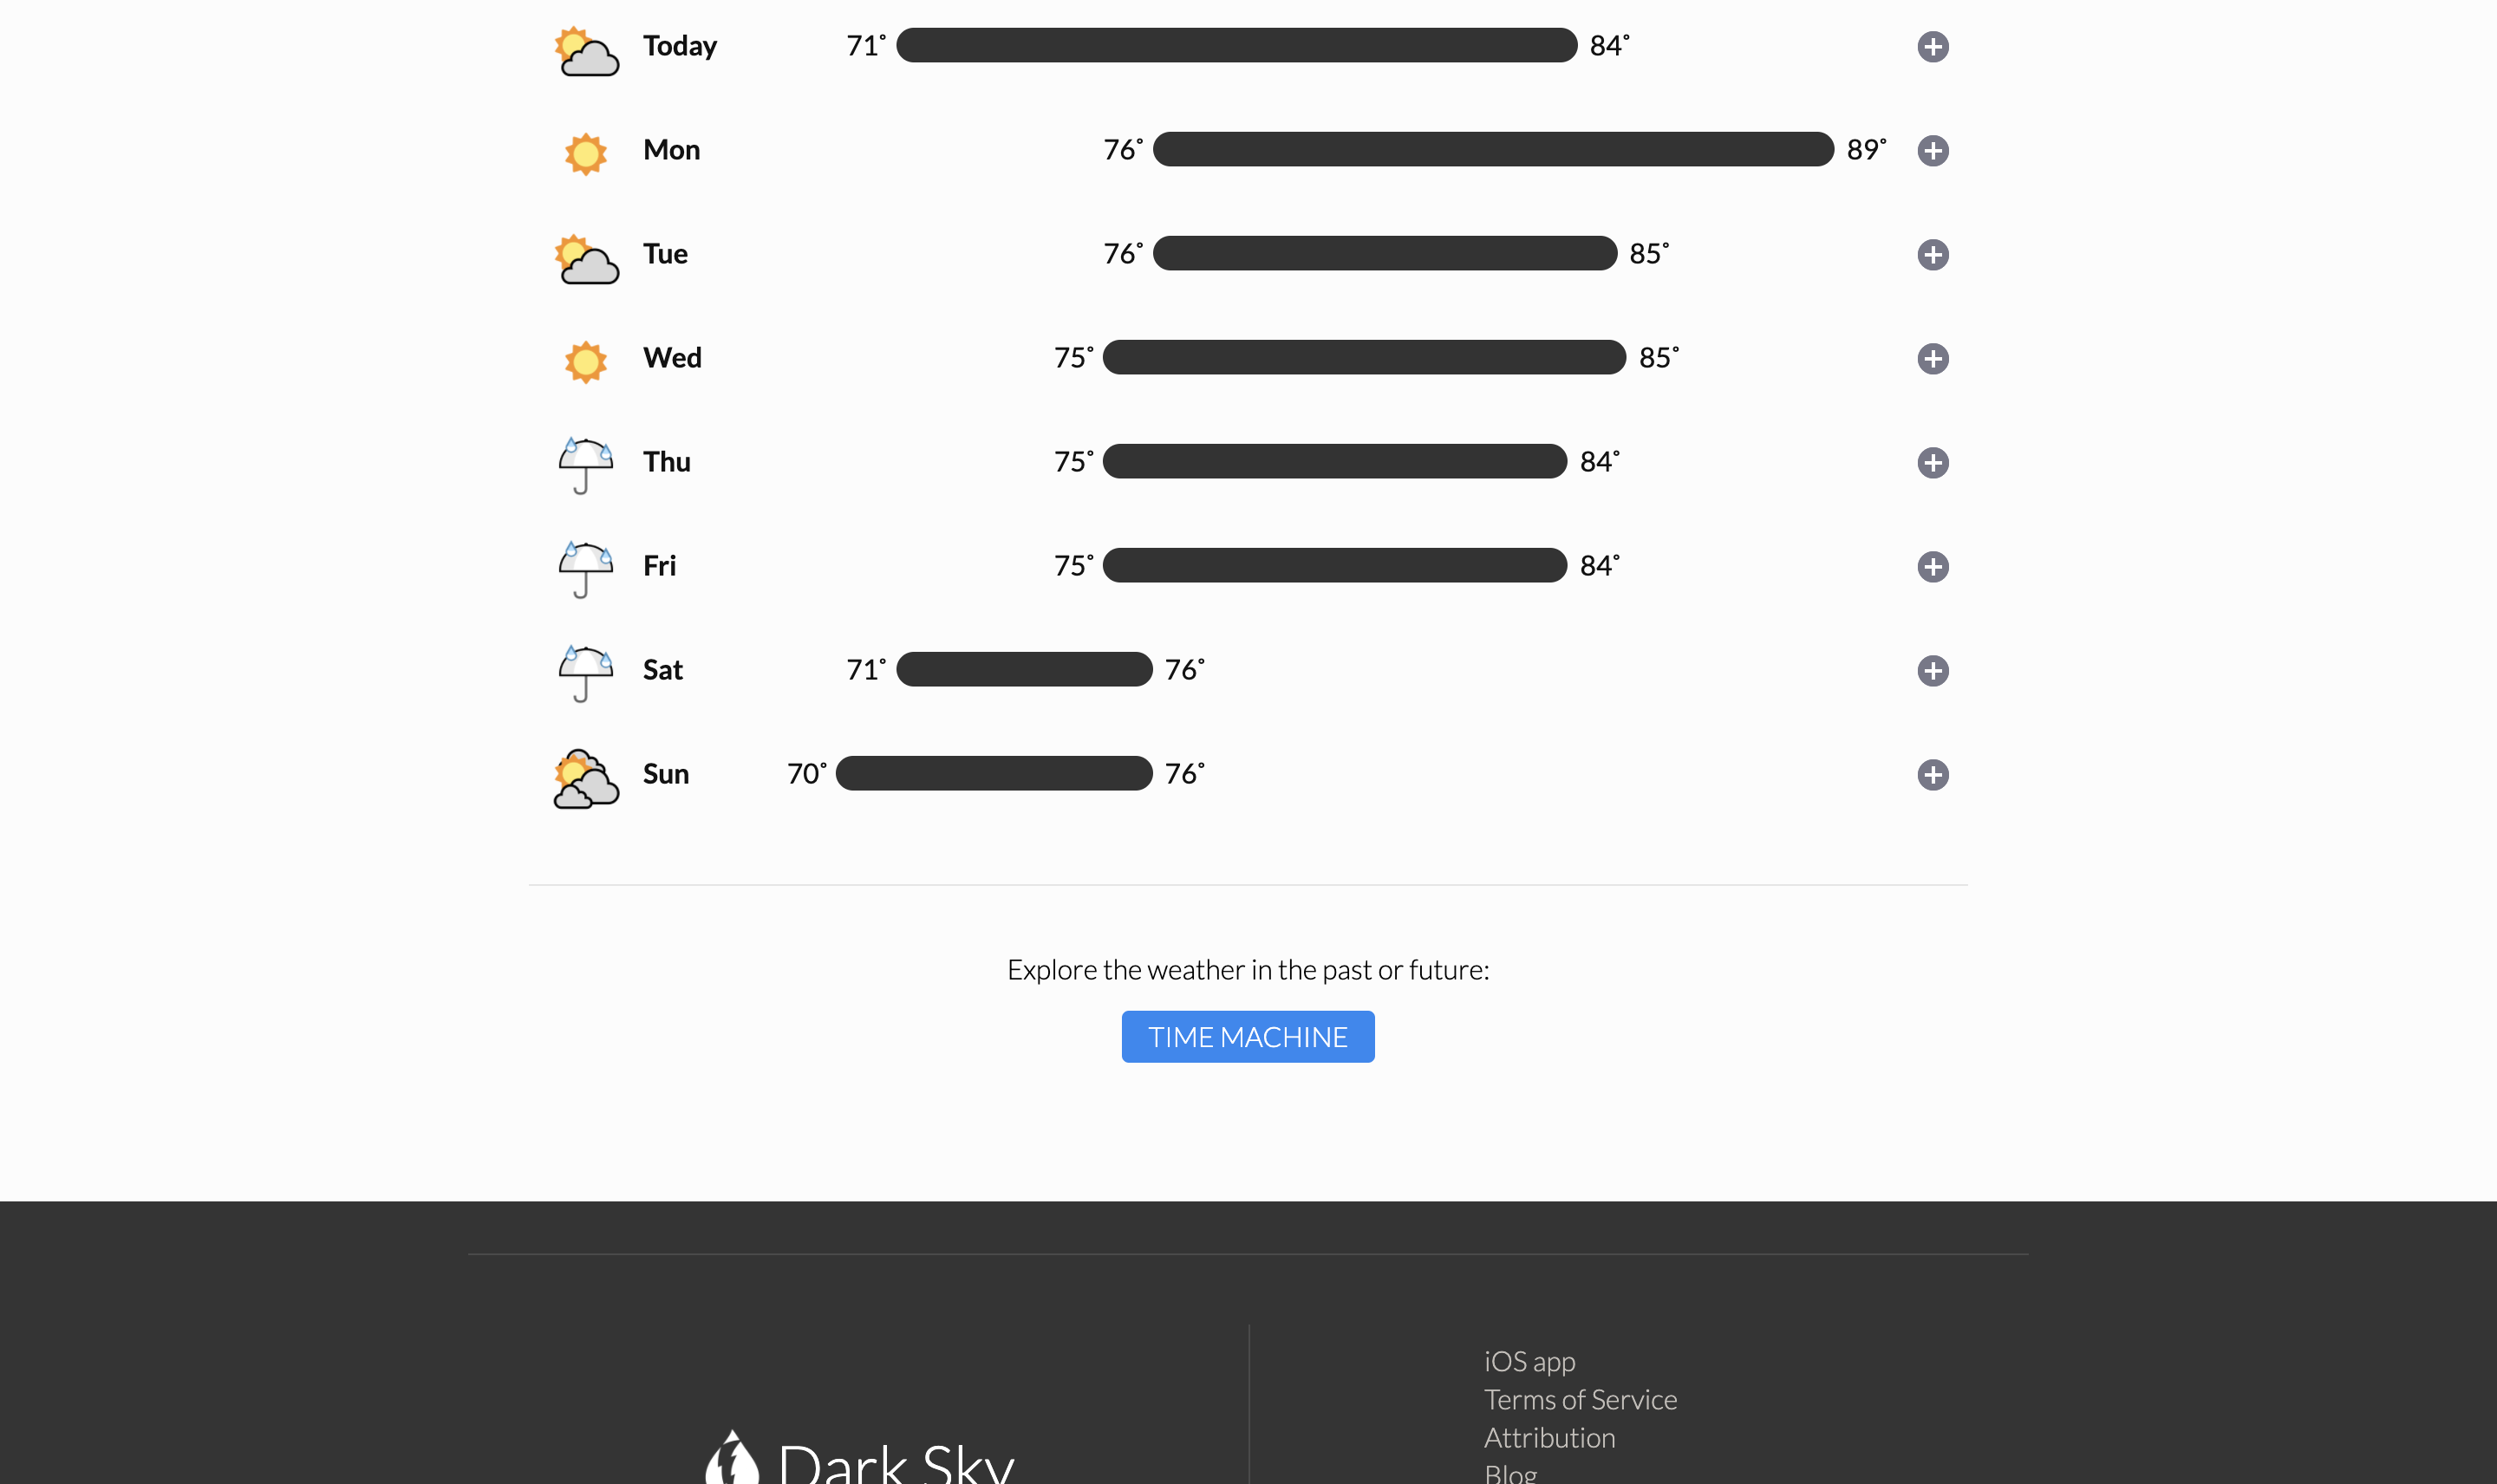 Today 71° 84°
Mon 76° 89°
Tue 76° 85°
Wed 75° 85°
Thu 75° 84°
Fri 75° 84°
Sat 71° 76°
Sun 70° 76°
Explore the weather in the past or future:
TIME MACHINE
iOS app
Terms of Service
Attribution
Dark Sky
Blog